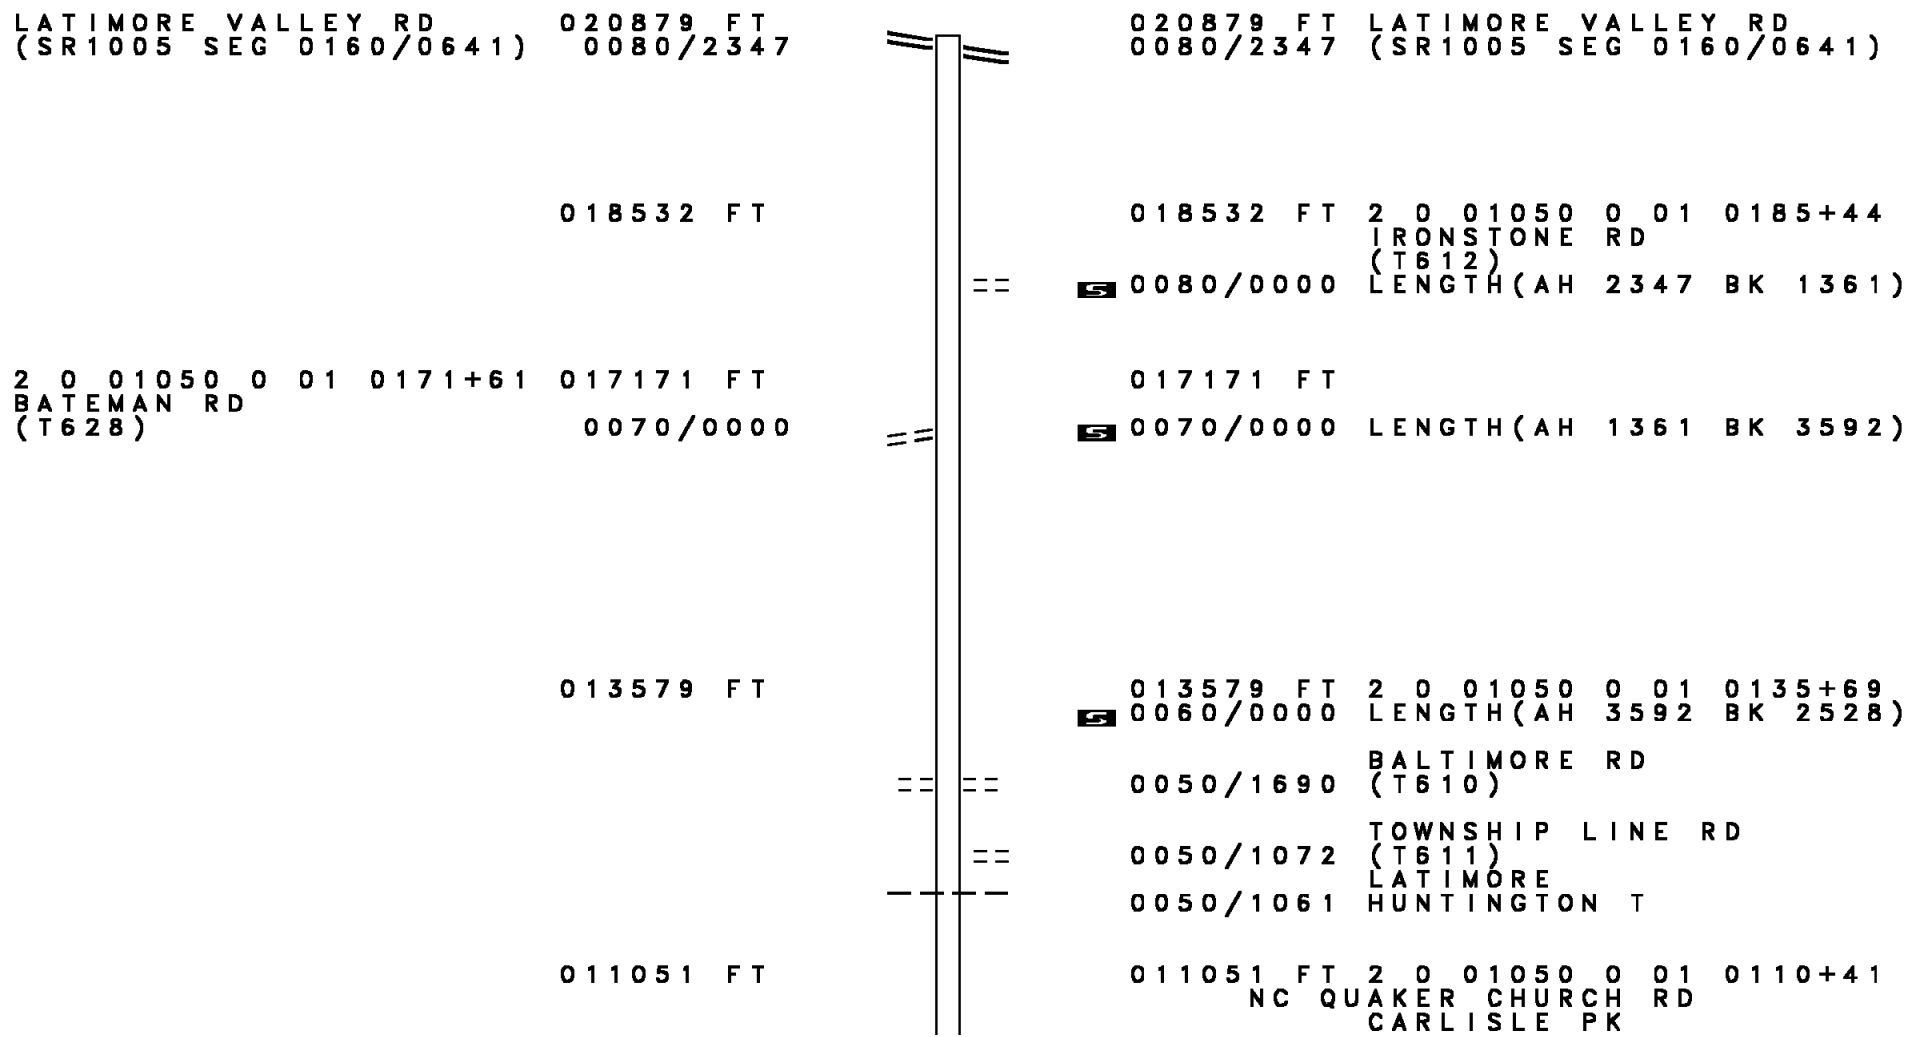 LATIMORE VALLEY RD 020879 FT 020879 FT LATIMORE VALLEY RD
(SR1005 SEG 0160/0641) 0080/2347 0080/2347 (SR1005 SEG 0160/0641)
018532 FT 018532 FT 2 0 01050 0 01 0185+44
IRONSTONE RD
(T612)
S 0080/0000 LENGTH(AH 2347 BK 1361)
2 0 01050 0 01 0171+61 017171 FT 017171 FT
BATEMAN RD
(T628) 0070/0000 S 0070/0000 LENGTH(AH 1361 BK 3592)
013579 FT 013579 FT 2 0 01050 0 01 0135+69
S 0060/0000 LENGTH(AH 3592 BK 2528)
BALTIMORE RD
0050/1690 (T610)
TOWNSHIP LINE RD
0050/1072 (T611)
LATIMORE
0050/1061 HUNTINGTON T
011051 FT 011051 FT 2 0 01050 0 01 0110+41
NC QUAKER CHURCH RD
CARLISLE PK